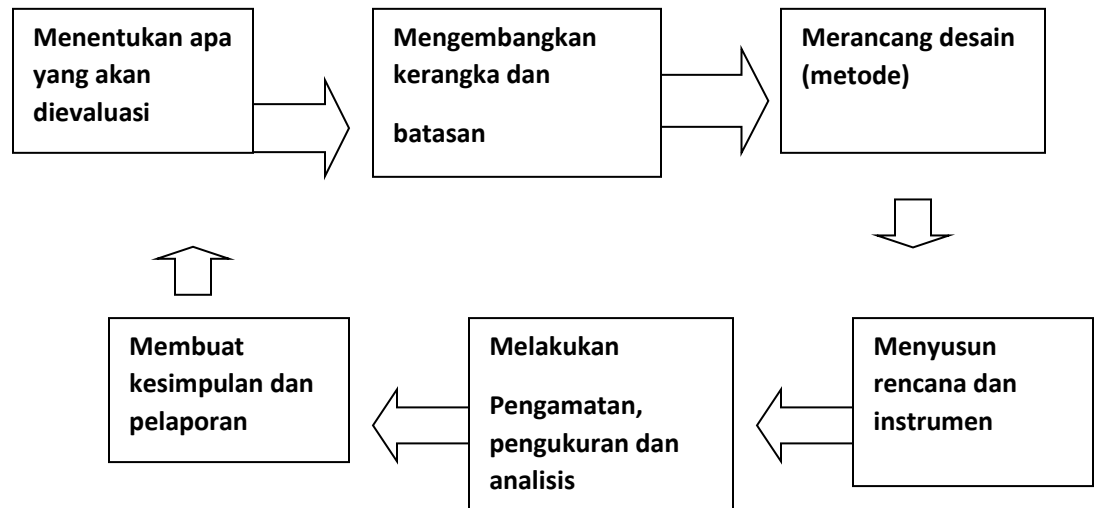 Menentukan apa
yang akan
dievaluasi
Mengembangkan
kerangka dan
batasan
Merancang desain
(metode)
Menyusun
rencana dan
instrumen
Melakukan
Pengamatan,
pengukuran dan
analisis
Membuat
kesimpulan dan
pelaporan